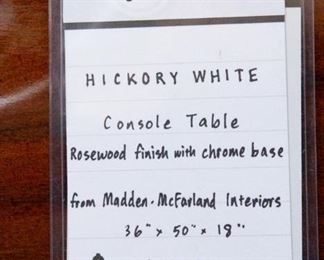 HICKORY WHITE
Console Table
Rosewood finish with chrome base
from Madden-McFarland Interiors
36" x 50" x 18"